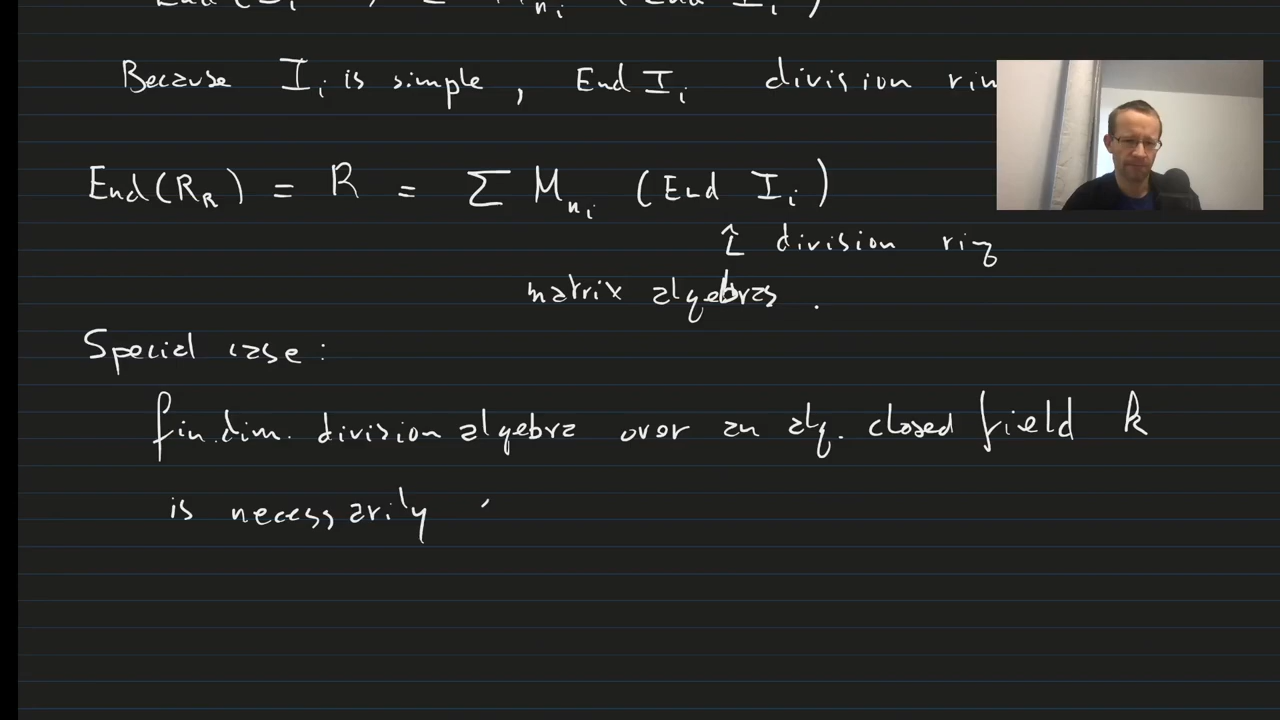 Because I_i is simple, End I_i division
End(R_R) = R = Σ M_{n_i} (End I_i)
↑ division ring
matrix algebras.
Special case:
fin.dim. division algebra over an alg. closed field k
is necessarily